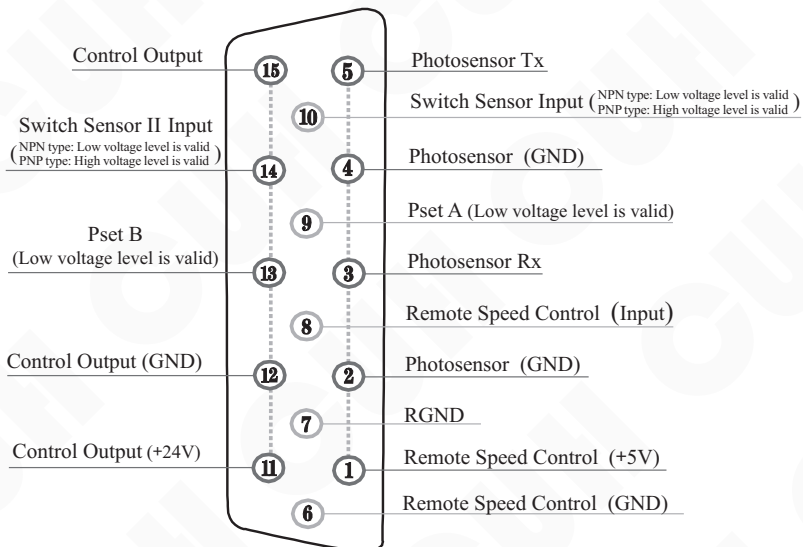 Control Output
15
5
Photosensor Tx
10
Switch Sensor Input (NPN type: Low voltage level is valid
PNP type: High voltage level is valid)
Switch Sensor II Input
(NPN type: Low voltage level is valid
PNP type: High voltage level is valid)
14
4
Photosensor (GND)
9
Pset A (Low voltage level is valid)
Pset B
(Low voltage level is valid)
13
3
Photosensor Rx
8
Remote Speed Control (Input)
Control Output (GND)
12
2
Photosensor (GND)
7
RGND
Control Output (+24V)
11
1
Remote Speed Control (+5V)
6
Remote Speed Control (GND)